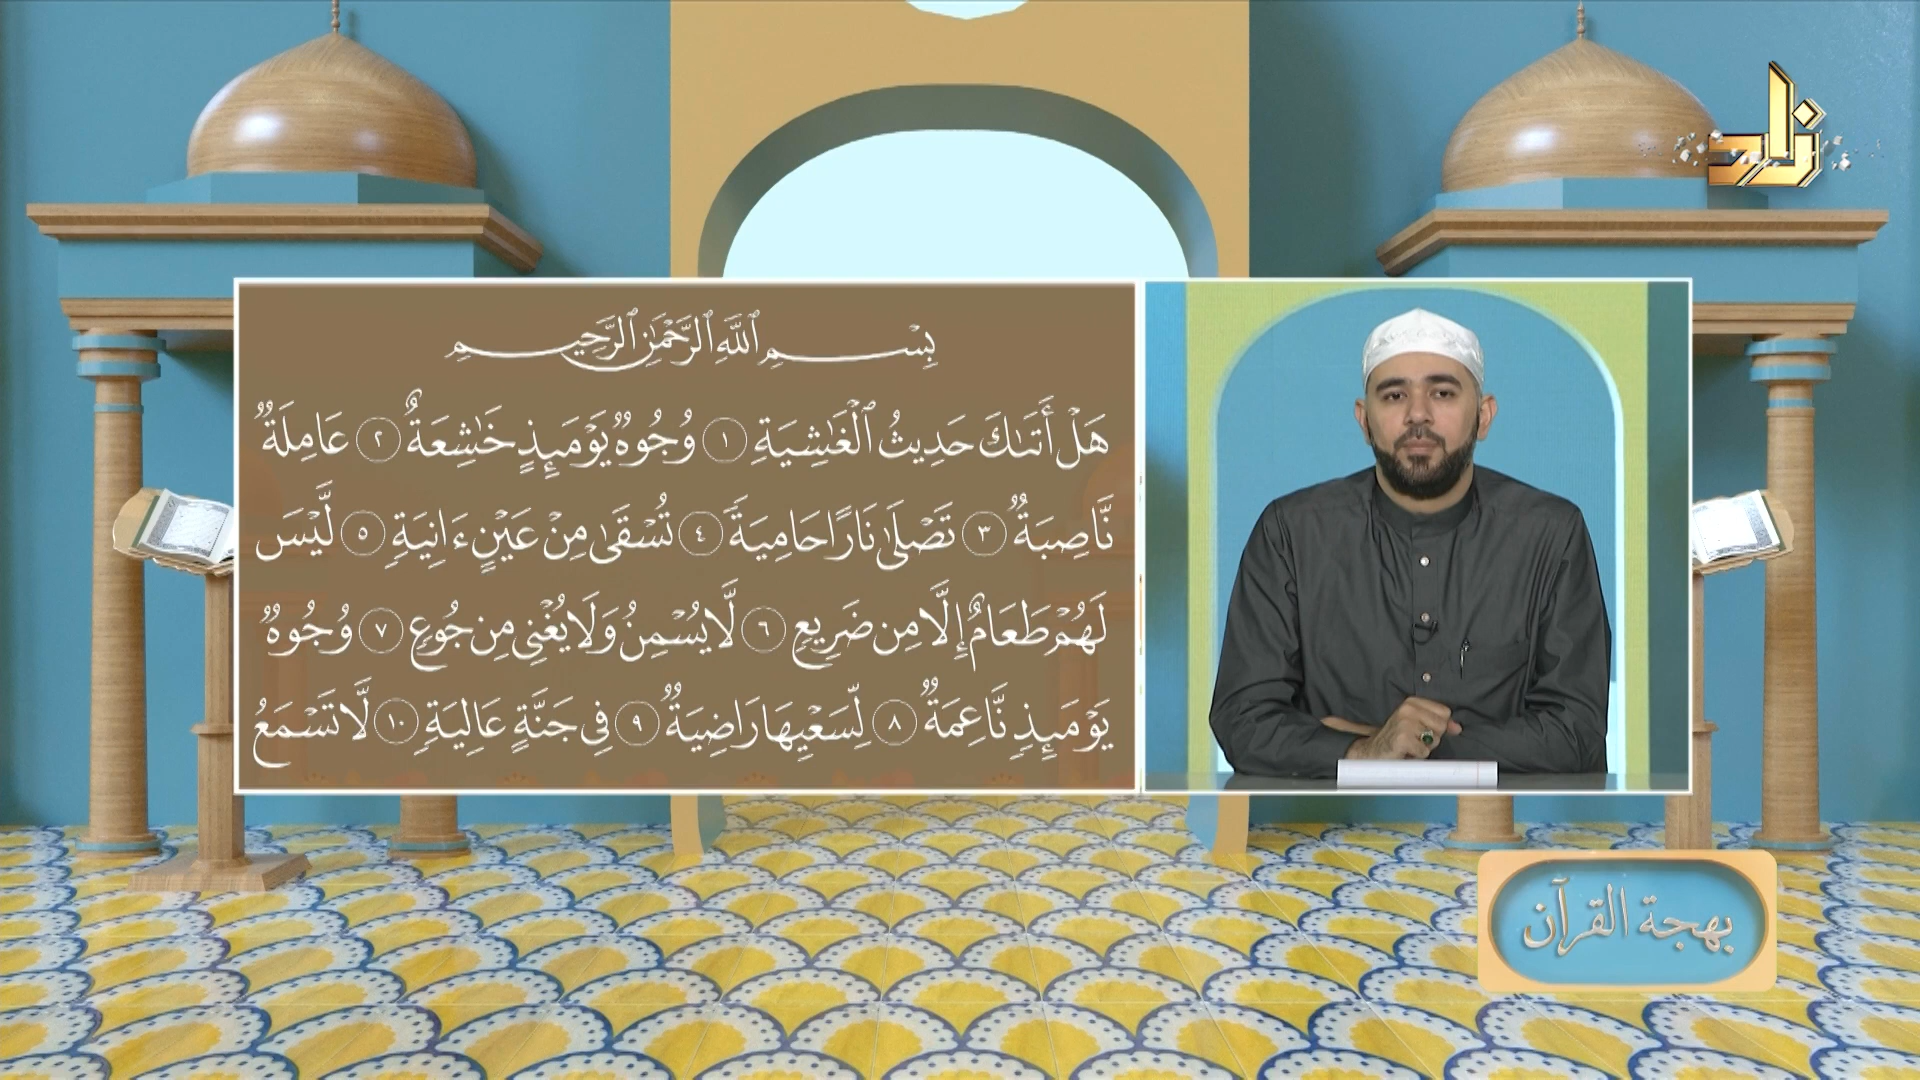 زاد
بِسْمِ ٱللَّهِ ٱلرَّحْمَٰنِ ٱلرَّحِيمِ
هَلْ أَتَىٰكَ حَدِيثُ ٱلْغَٰشِيَةِ ١ وُجُوهٌ يَوْمَئِذٍ خَٰشِعَةٌ ٢ عَامِلَةٌ
نَّاصِبَةٌ ٣ تَصْلَىٰ نَارًا حَامِيَةً ٤ تُسْقَىٰ مِنْ عَيْنٍ ءَانِيَةٍ ٥ لَّيْسَ
لَهُمْ طَعَامٌ إِلَّا مِن ضَرِيعٍ ٦ لَّا يُسْمِنُ وَلَا يُغْنِى مِن جُوعٍ ٧ وُجُوهٌ
يَوْمَئِذٍ نَّاعِمَةٌ ٨ لِّسَعْيِهَا رَاضِيَةٌ ٩ فِى جَنَّةٍ عَالِيَةٍ ١٠ لَّا تَسْمَعُ
بهجة القرآن